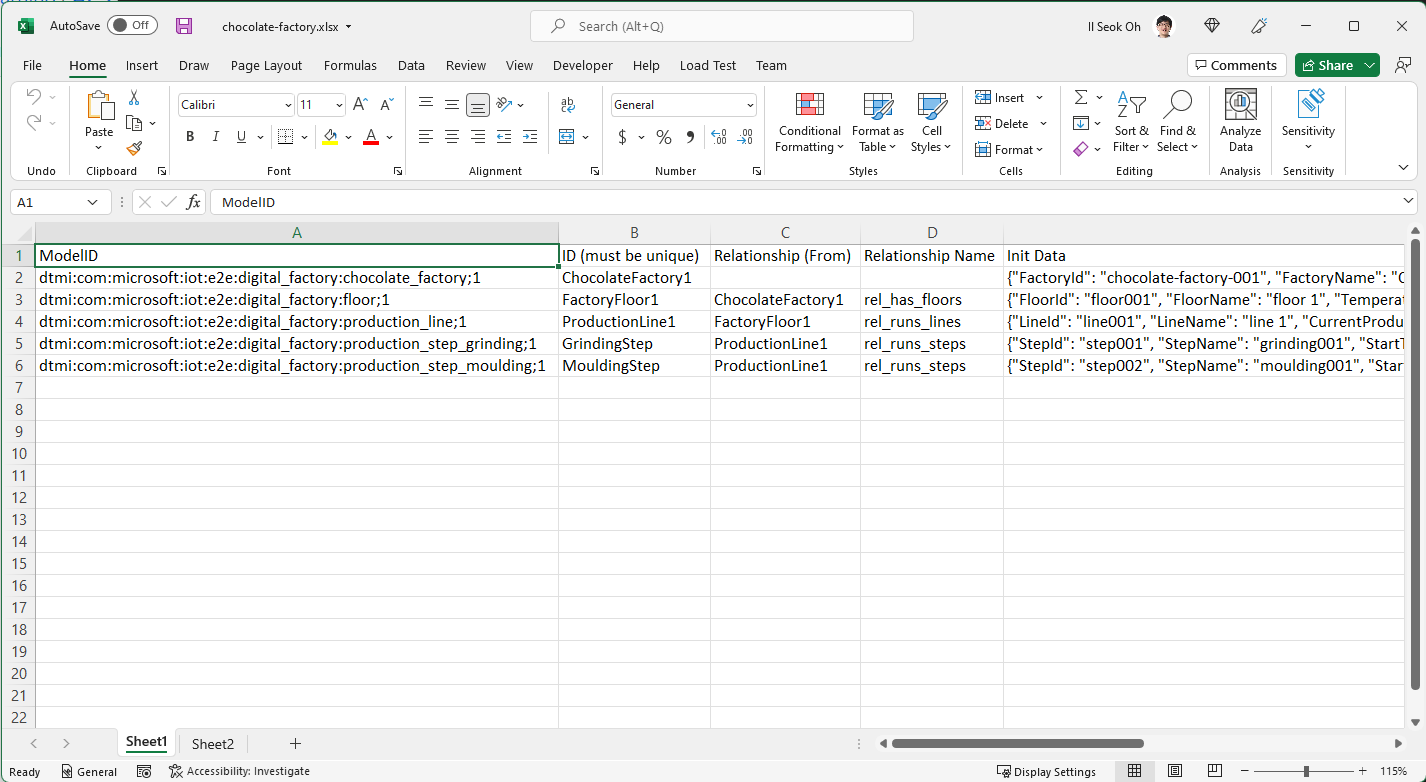 AutoSave Off chocolate-factory.xlsx Search (Alt+Q) Il Seok Oh
File Home Insert Draw Page Layout Formulas Data Review View Developer Help Load Test Team Comments Share
Calibri 11 General Insert
Paste Conditional Formatting Format as Table Cell Styles Delete Sort & Filter Find & Select Analyze Data Sensitivity
B I U A $ % Format
Undo Clipboard Font Alignment Number Styles Cells Editing Analysis Sensitivity
A1 fx ModelID
A B C D
1 ModelID ID (must be unique) Relationship (From) Relationship Name Init Data
2 dtmi:com:microsoft:iot:e2e:digital_factory:chocolate_factory;1 ChocolateFactory1 {"FactoryId": "chocolate-factory-001", "FactoryName": "C
3 dtmi:com:microsoft:iot:e2e:digital_factory:floor;1 FactoryFloor1 ChocolateFactory1 rel_has_floors {"FloorId": "floor001", "FloorName": "floor 1", "Temperat
4 dtmi:com:microsoft:iot:e2e:digital_factory:production_line;1 ProductionLine1 FactoryFloor1 rel_runs_lines {"LineId": "line001", "LineName": "line 1", "CurrentProdu
5 dtmi:com:microsoft:iot:e2e:digital_factory:production_step_grinding;1 GrindingStep ProductionLine1 rel_runs_steps {"StepId": "step001", "StepName": "grinding001", "StartT
6 dtmi:com:microsoft:iot:e2e:digital_factory:production_step_moulding;1 MouldingStep ProductionLine1 rel_runs_steps {"StepId": "step002", "StepName": "moulding001", "Star
7
8
9
10
11
12
13
14
15
16
17
18
19
20
21
22
Sheet1 Sheet2
Ready General Accessibility: Investigate Display Settings 115%